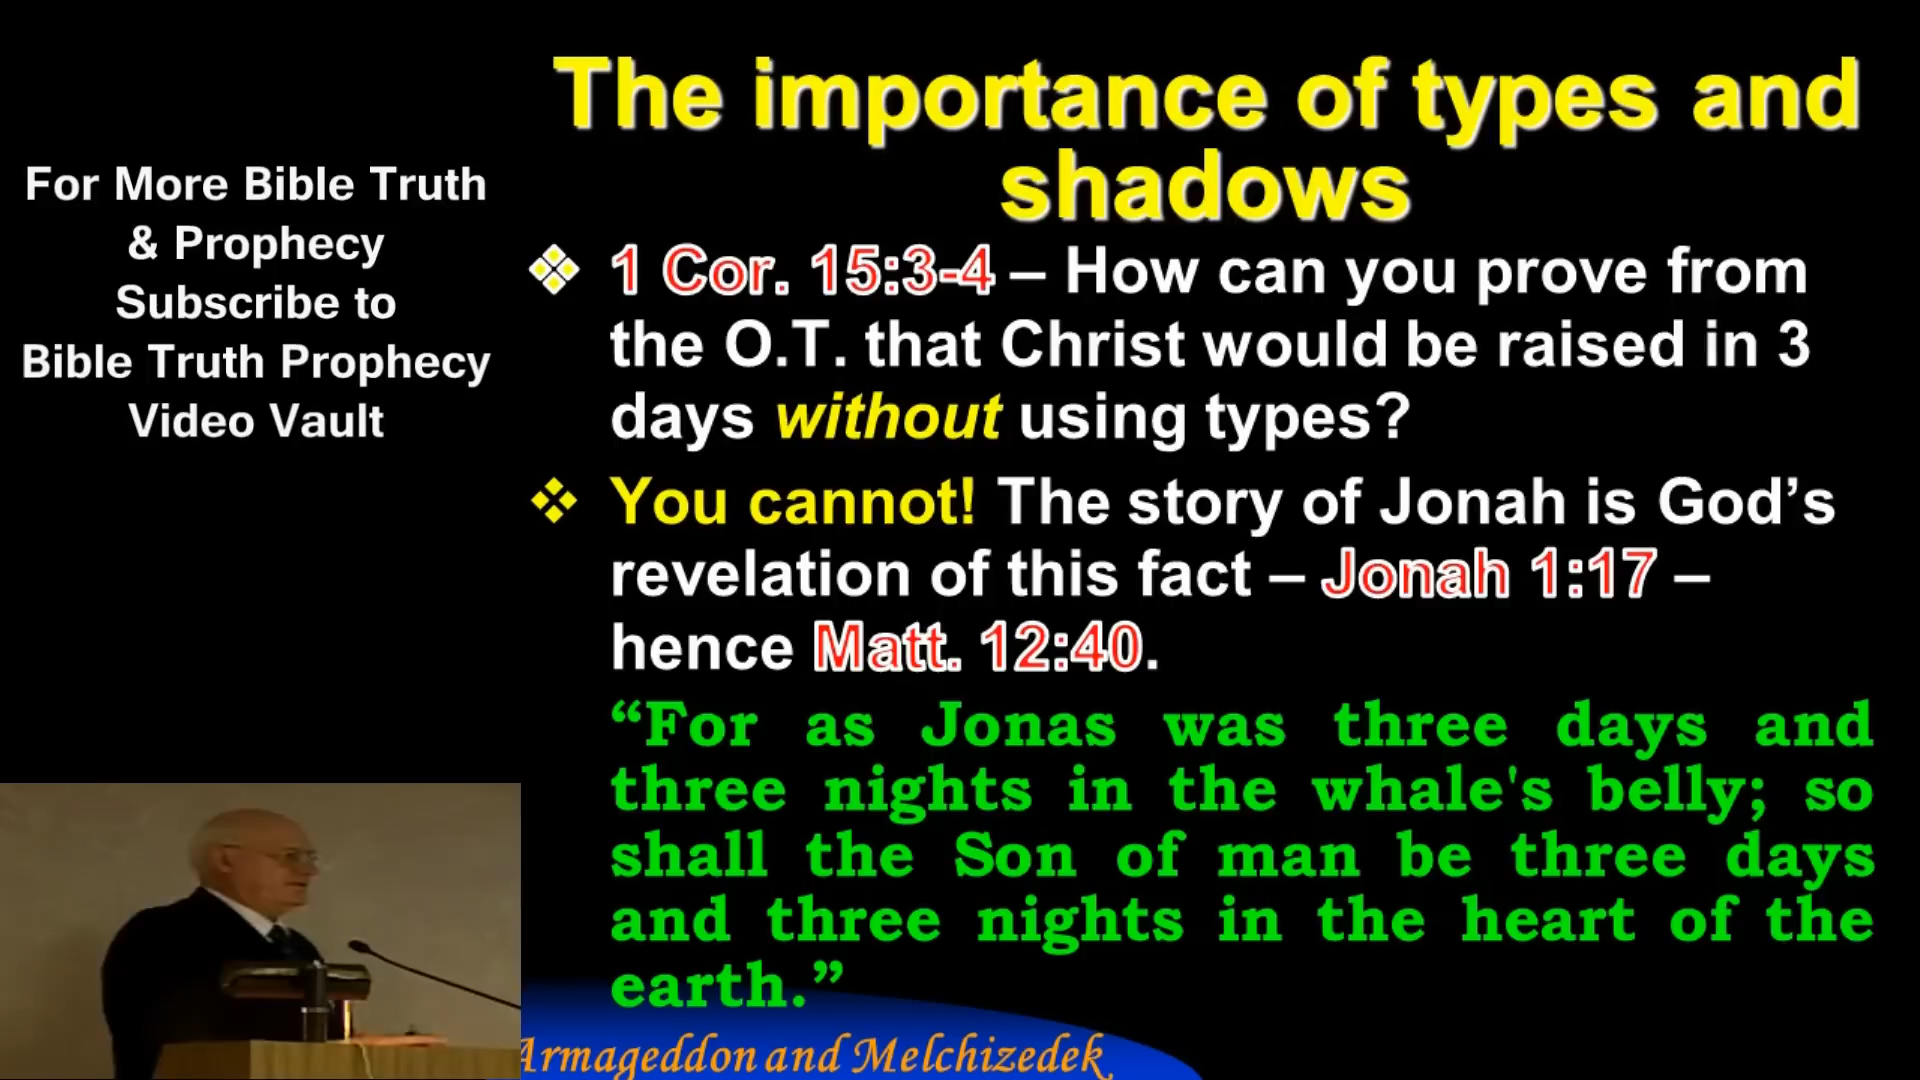 The importance of types and
shadows
For More Bible Truth
& Prophecy
Subscribe to
Bible Truth Prophecy
Video Vault
❖ 1 Cor. 15:3-4 – How can you prove from
the O.T. that Christ would be raised in 3
days without using types?
❖ You cannot! The story of Jonah is God’s
revelation of this fact – Jonah 1:17 –
hence Matt. 12:40.
“For as Jonas was three days and
three nights in the whale's belly; so
shall the Son of man be three days
and three nights in the heart of the
earth.”
Armageddon and Melchizedek